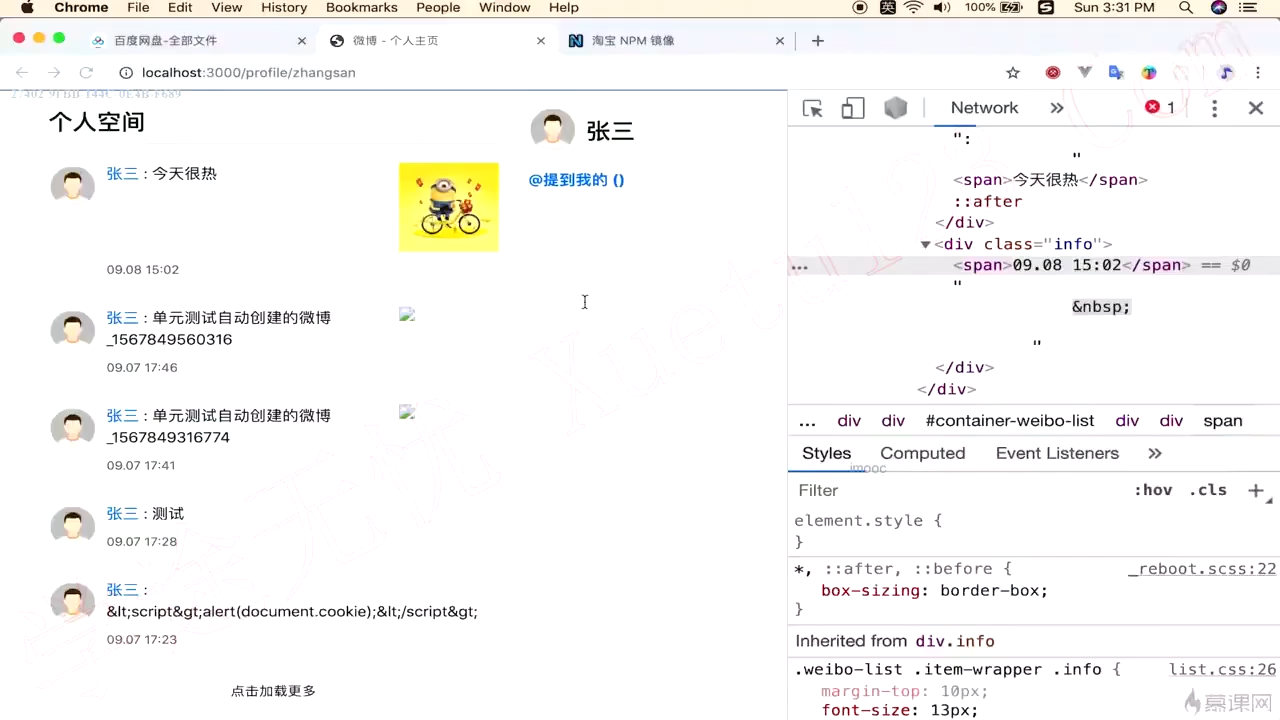 Chrome File Edit View History Bookmarks People Window Help 英 100% Sun 3:31 PM
百度网盘-全部文件
微博 - 个人主页
淘宝 NPM 镜像
localhost:3000/profile/zhangsan
个人空间
张三 : 今天很热
09.08 15:02
张三 : 单元测试自动创建的微博
_1567849560316
09.07 17:46
张三 : 单元测试自动创建的微博
_1567849316774
09.07 17:41
张三 : 测试
09.07 17:28
张三 :
&lt;script&gt;alert(document.cookie);&lt;/script&gt;
09.07 17:23
点击加载更多
张三
@提到我的 ()
Network » 1
":
"
<span>今天很热</span>
::after
</div>
▼<div class="info">
... <span>09.08 15:02</span> == $0
"
&nbsp;
"
</div>
</div>
... div div #container-weibo-list div div span
Styles Computed Event Listeners »
imooc
Filter :hov .cls +
element.style {
}
*, ::after, ::before { _reboot.scss:22
box-sizing: border-box;
}
Inherited from div.info
.weibo-list .item-wrapper .info { list.css:26
margin-top: 10px;
font-size: 13px;
慕课网